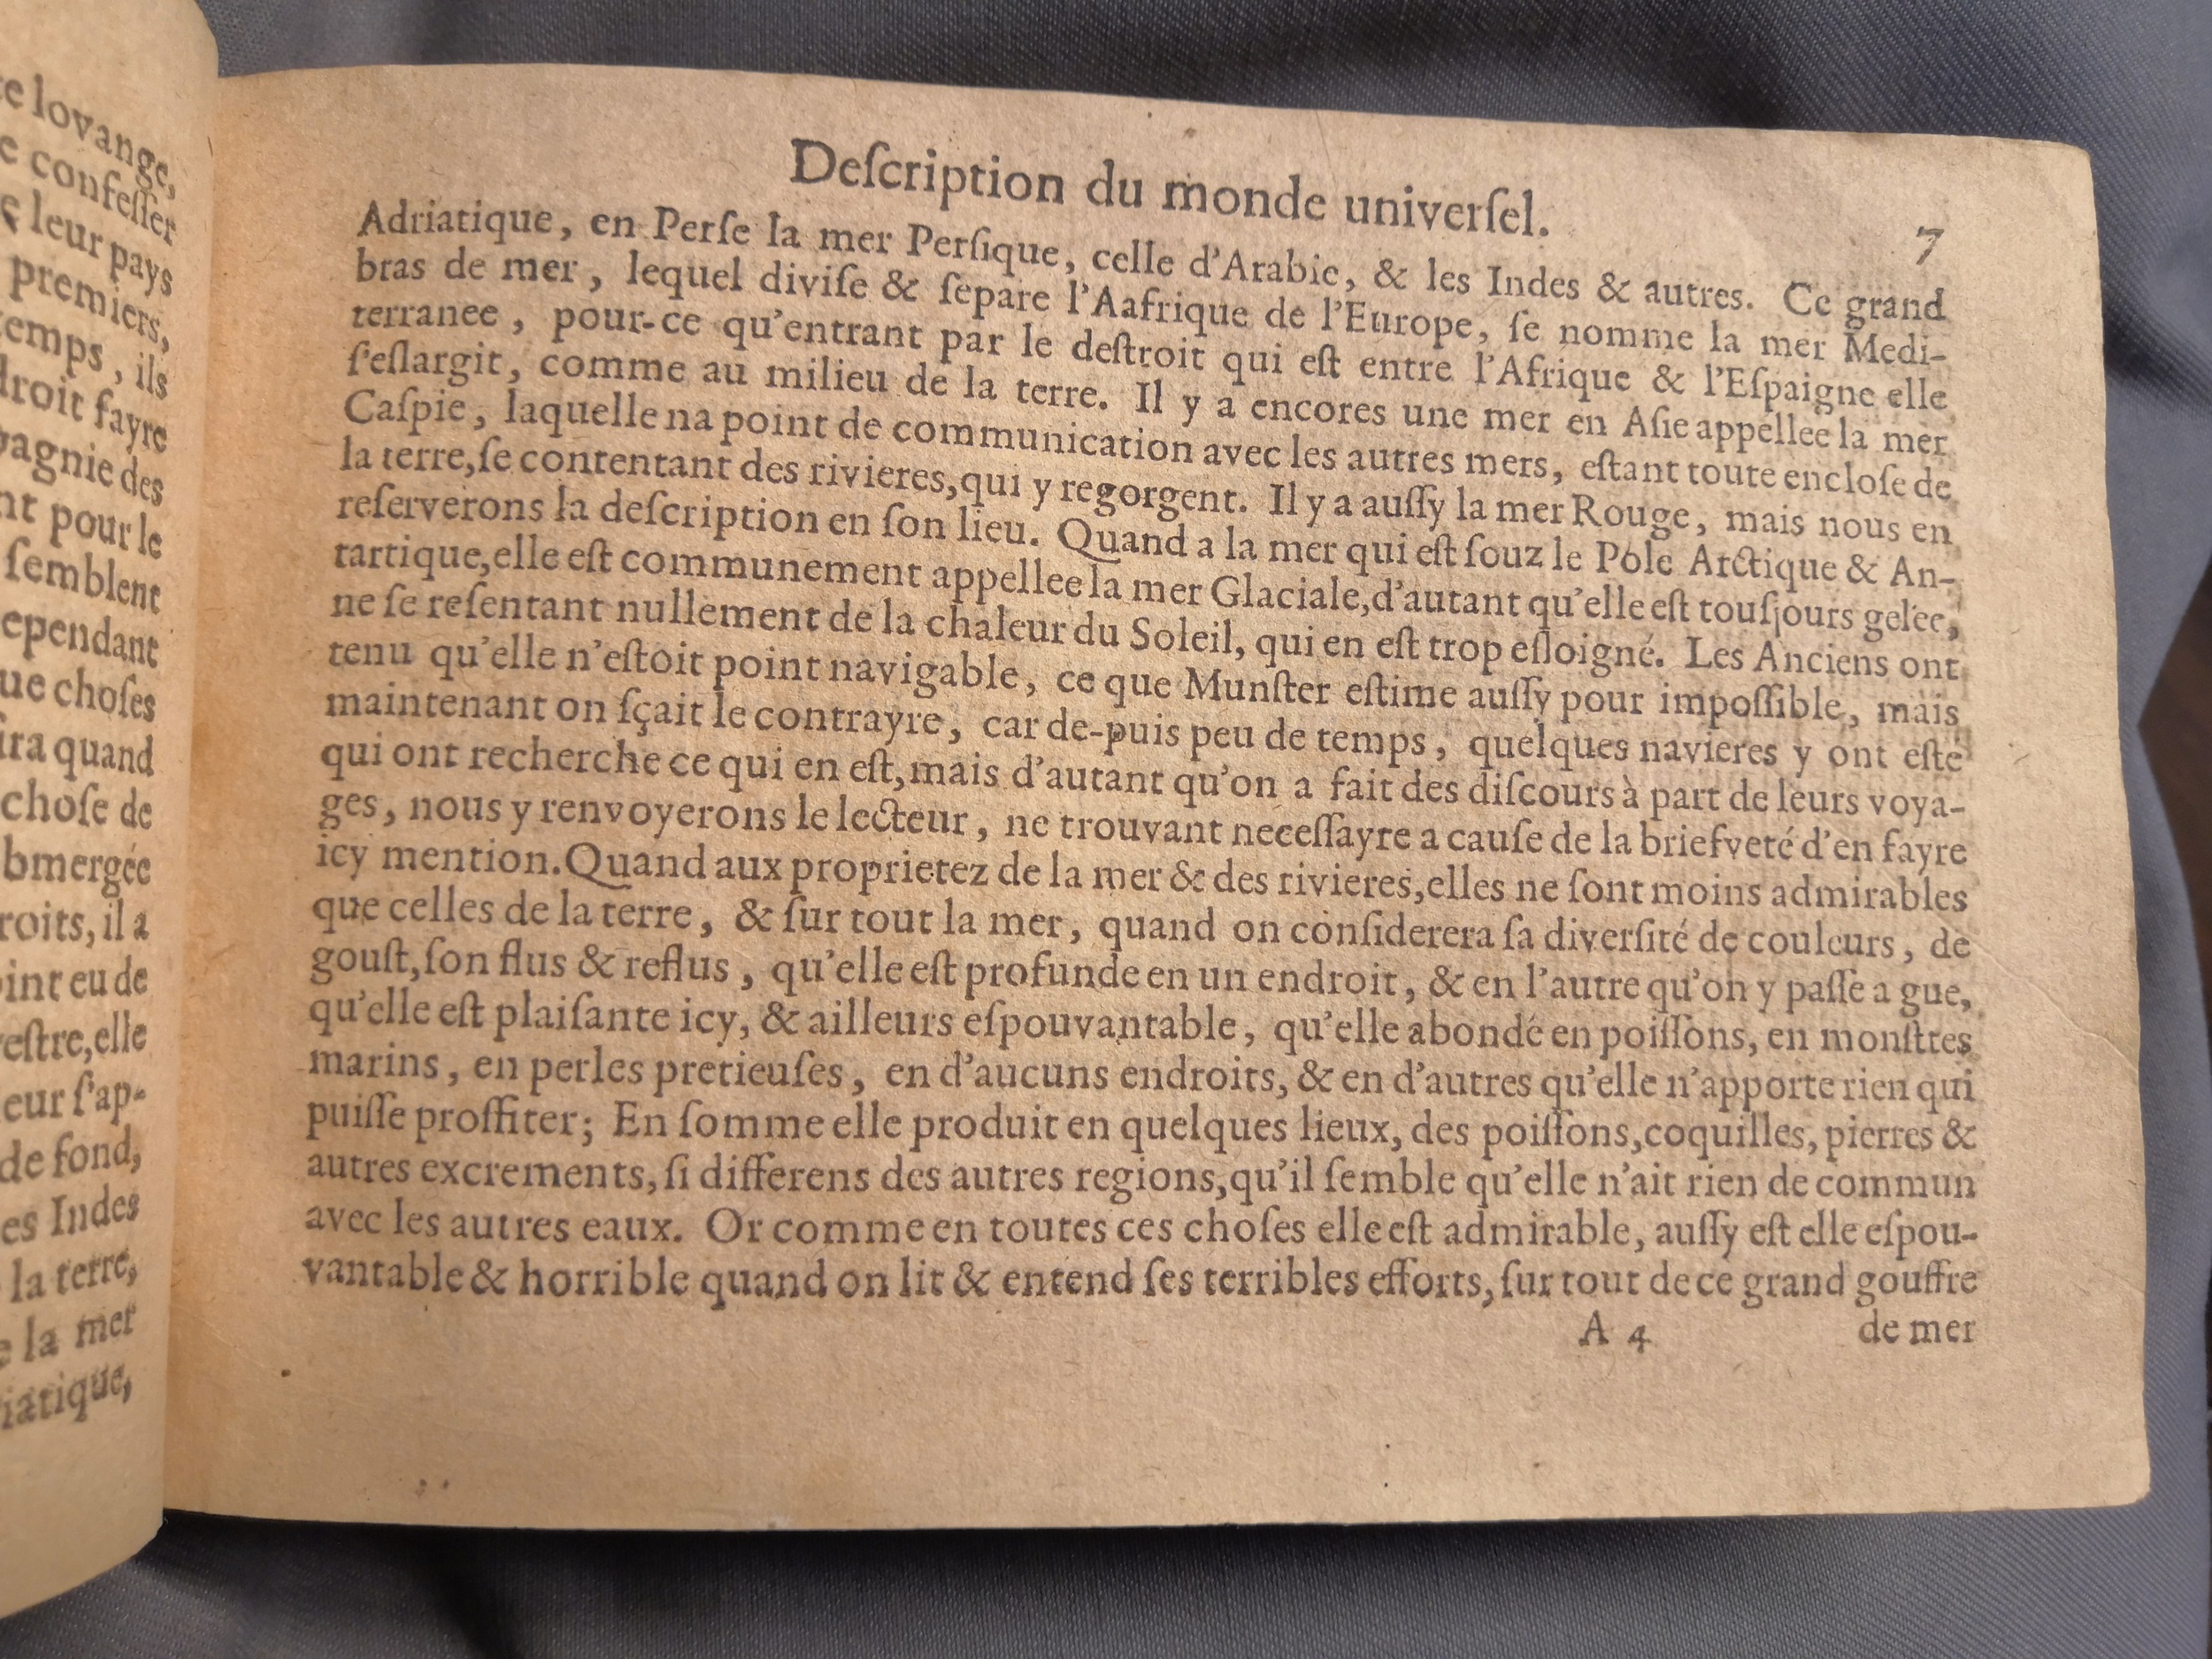 te lovange,
e confesser
e leur pays
premiers,
temps, ils
droit fayre
pagnie des
nt pour le
semblent
ependant
ue choses
ira quand
chose de
bmergée
roits, il a
oint eu de
restre, elle
eur s'ap-
de fond,
es Indes
la terre,
e la mer
iatique,
Deſcription du monde univerſel.
7
Adriatique, en Perſe la mer Perſique, celle d'Arabie, & les Indes & autres. Ce grand
bras de mer, lequel diviſe & ſepare l'Aafrique de l'Europe, ſe nomme la mer Medi-
terranee, pour-ce qu'entrant par le deſtroit qui eſt entre l'Afrique & l'Eſpaigne elle
ſ'eſlargit, comme au milieu de la terre. Il y a encores une mer en Aſie appellee la mer
Caſpie, laquelle na point de communication avec les autres mers, eſtant toute encloſe de
la terre, ſe contentant des rivieres, qui y regorgent. Il y a auſſy la mer Rouge, mais nous en
reſerverons la deſcription en ſon lieu. Quand a la mer qui eſt ſouz le Pole Arctique & An-
tartique, elle eſt communement appellee la mer Glaciale, d'autant qu'elle eſt touſjours gelee,
ne ſe reſentant nullement de la chaleur du Soleil, qui en eſt trop eſloigné. Les Anciens ont
tenu qu'elle n'eſtoit point navigable, ce que Munſter eſtime auſſy pour impoſſible, mais
maintenant on ſçait le contrayre, car de-puis peu de temps, quelques navieres y ont eſté
qui ont recherche ce qui en eſt, mais d'autant qu'on a fait des diſcours à part de leurs voya-
ges, nous y renvoyerons le lecteur, ne trouvant neceſſayre a cauſe de la briefveté d'en fayre
icy mention. Quand aux proprietez de la mer & des rivieres, elles ne ſont moins admirables
que celles de la terre, & ſur tout la mer, quand on conſiderera ſa diverſité de couleurs, de
gouſt, ſon flus & reflus, qu'elle eſt profunde en un endroit, & en l'autre qu'on y paſſe a gue,
qu'elle eſt plaiſante icy, & ailleurs eſpouvantable, qu'elle abonde en poiſſons, en monſtres
marins, en perles pretieuſes, en d'aucuns endroits, & en d'autres qu'elle n'apporte rien qui
puiſſe proffiter; En ſomme elle produit en quelques lieux, des poiſſons, coquilles, pierres &
autres excrements, ſi differens des autres regions, qu'il ſemble qu'elle n'ait rien de commun
avec les autres eaux. Or comme en toutes ces choſes elle eſt admirable, auſſy eſt elle eſpou-
vantable & horrible quand on lit & entend ſes terribles efforts, ſur tout de ce grand gouffre
A 4
de mer